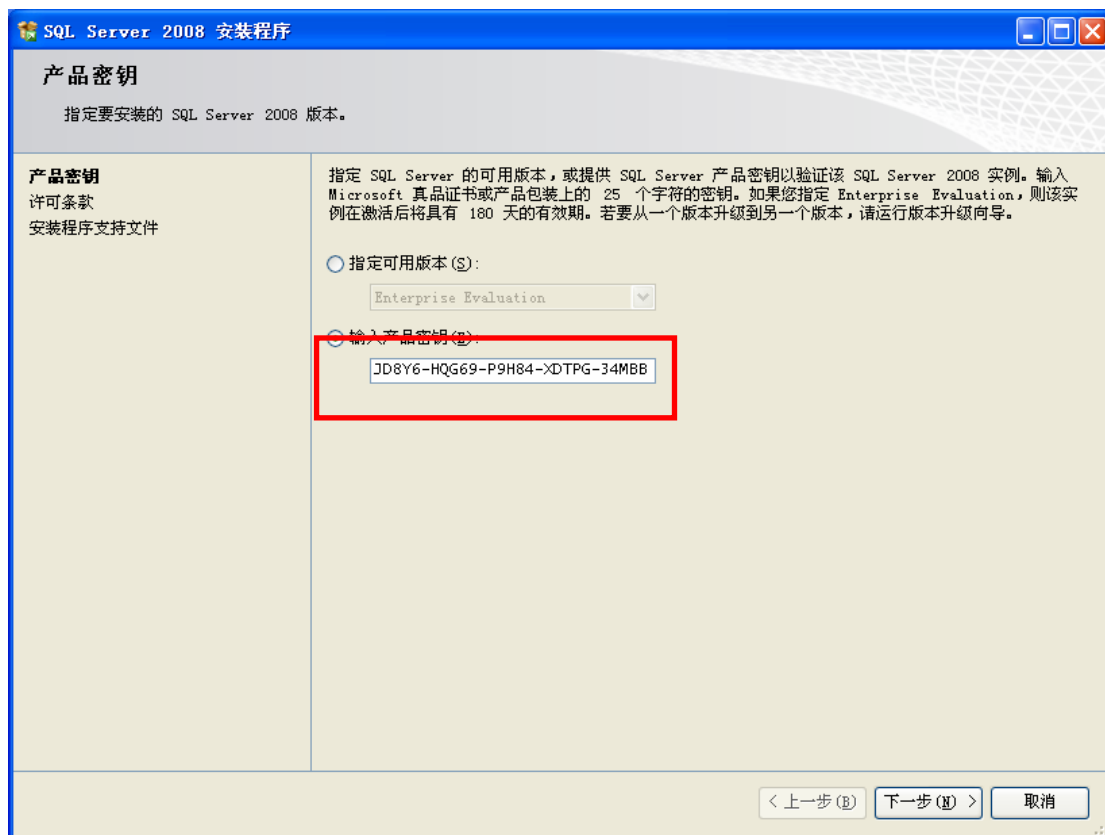 SQL Server 2008 安装程序
产品密钥
指定要安装的 SQL Server 2008 版本。
产品密钥
许可条款
安装程序支持文件
指定 SQL Server 的可用版本，或提供 SQL Server 产品密钥以验证该 SQL Server 2008 实例。输入
Microsoft 真品证书或产品包装上的 25 个字符的密钥。如果您指定 Enterprise Evaluation，则该实
例在激活后将具有 180 天的有效期。若要从一个版本升级到另一个版本，请运行版本升级向导。
指定可用版本(S):
Enterprise Evaluation
输入产品密钥(E):
JD8Y6-HQG69-P9H84-XDTPG-34MBB
< 上一步(B)
下一步(N) >
取消